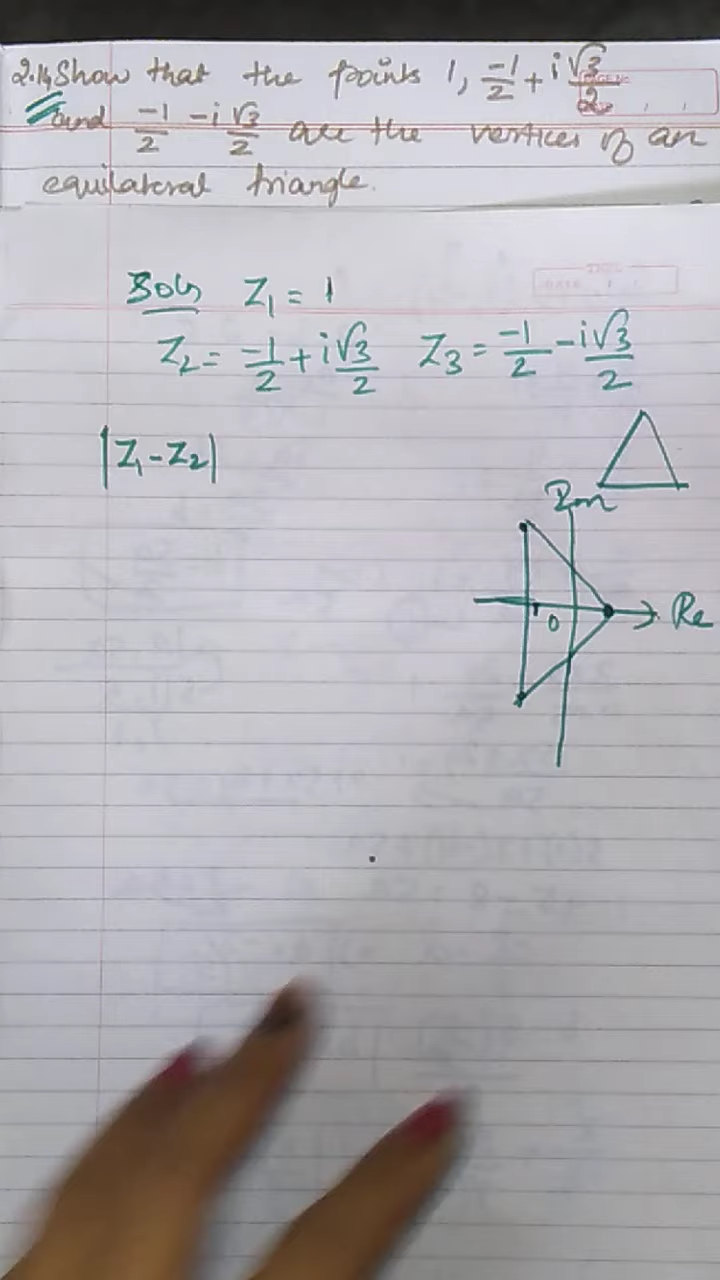 2.14 Show that the points 1, -1/2 + i√3/2
and -1/2 - i√3/2 are the vertices of an
equilateral triangle.
Soln Z₁ = 1
Z₂ = -1/2 + i√3/2 Z₃ = -1/2 - i√3/2
|Z₁ - Z₂|
Im
0
Re